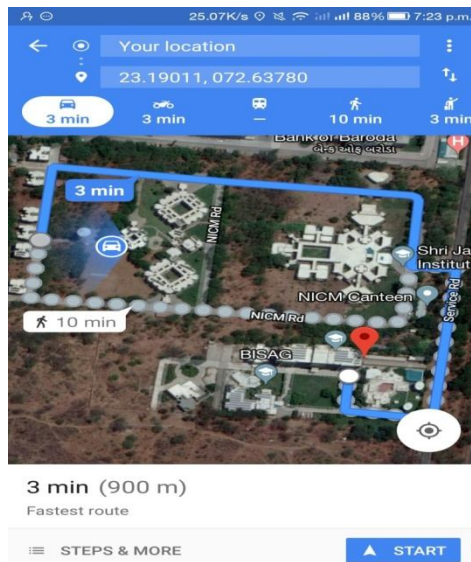 25.07K/s 88% 7:23 p.m.
Your location
23.19011, 072.63780
3 min 3 min — 10 min 3 min
Bank of Baroda
બેન્ક ઓફ બરોડા
3 min
NICM Rd
Shri Ja
Institut
NICM Canteen
Service Rd
10 min
NICM Rd
BISAG
3 min (900 m)
Fastest route
STEPS & MORE START